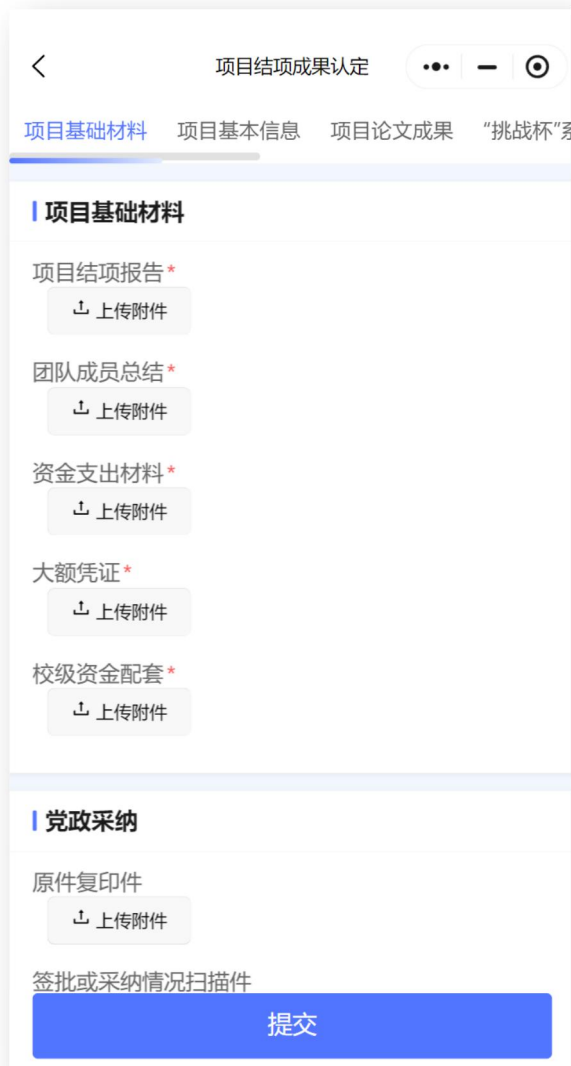 项目结项成果认定
项目基础材料 项目基本信息 项目论文成果 “挑战杯”系
项目基础材料
项目结项报告*
上传附件
团队成员总结*
上传附件
资金支出材料*
上传附件
大额凭证*
上传附件
校级资金配套*
上传附件
党政采纳
原件复印件
上传附件
签批或采纳情况扫描件
提交